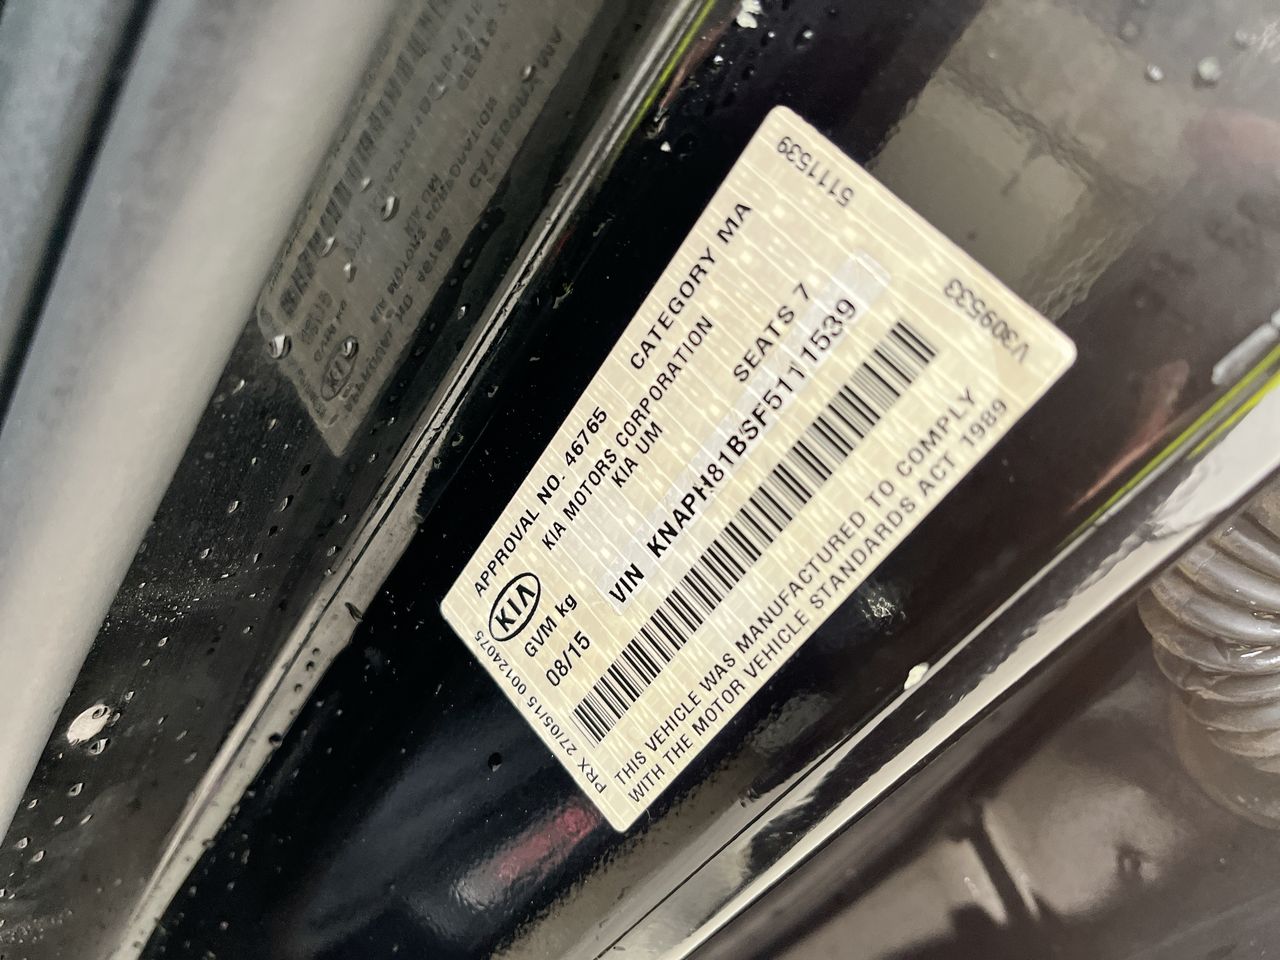 APPROVAL NO. 46765 CATEGORY MA
KIA MOTORS CORPORATION
KIA KIA UM
GVM kg SEATS 7
08/15 VIN KNAPH81BSF5111539
THIS VEHICLE WAS MANUFACTURED TO COMPLY
WITH THE MOTOR VEHICLE STANDARDS ACT 1989
PRX 27/05/15 00124075
5111539
V3095333